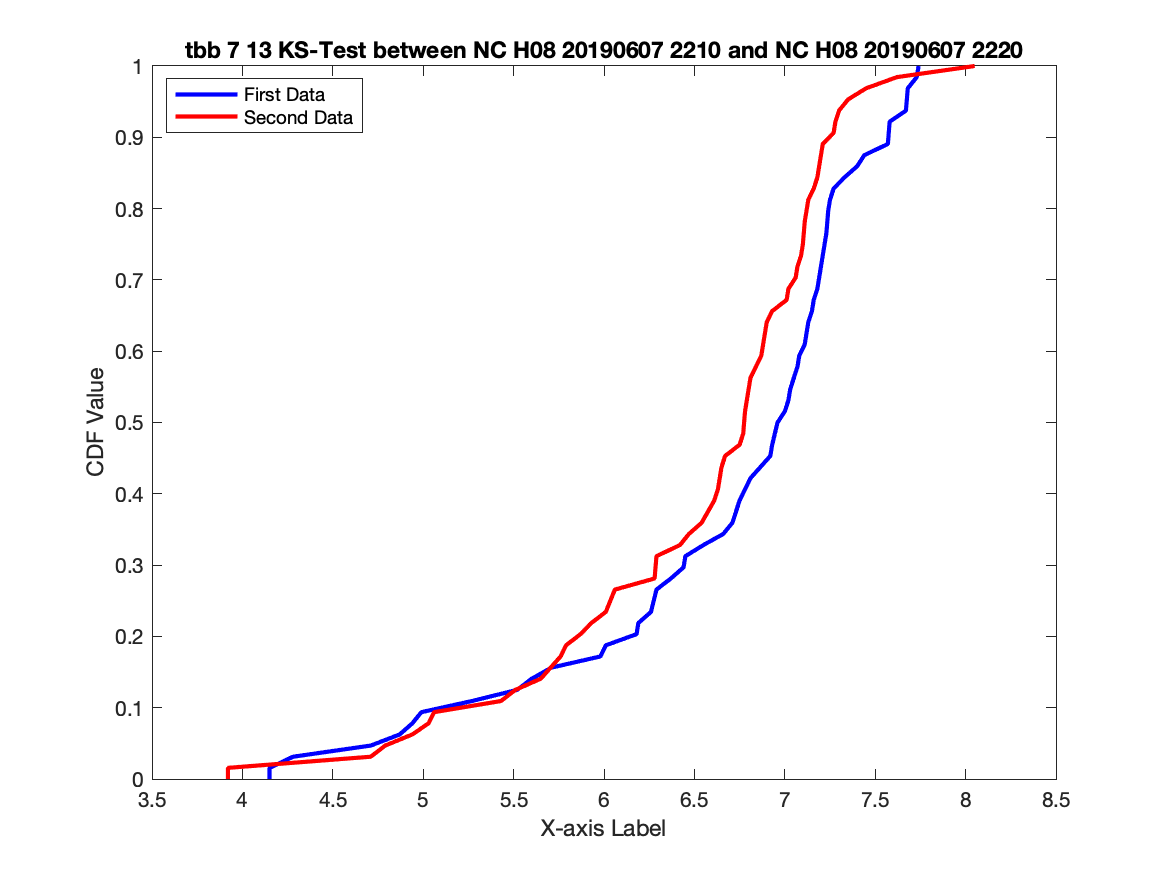 tbb 7 13 KS-Test between NC H08 20190607 2210 and NC H08 20190607 2220
First Data
Second Data
CDF Value
1
0.9
0.8
0.7
0.6
0.5
0.4
0.3
0.2
0.1
0
3.5 4 4.5 5 5.5 6 6.5 7 7.5 8 8.5
X-axis Label